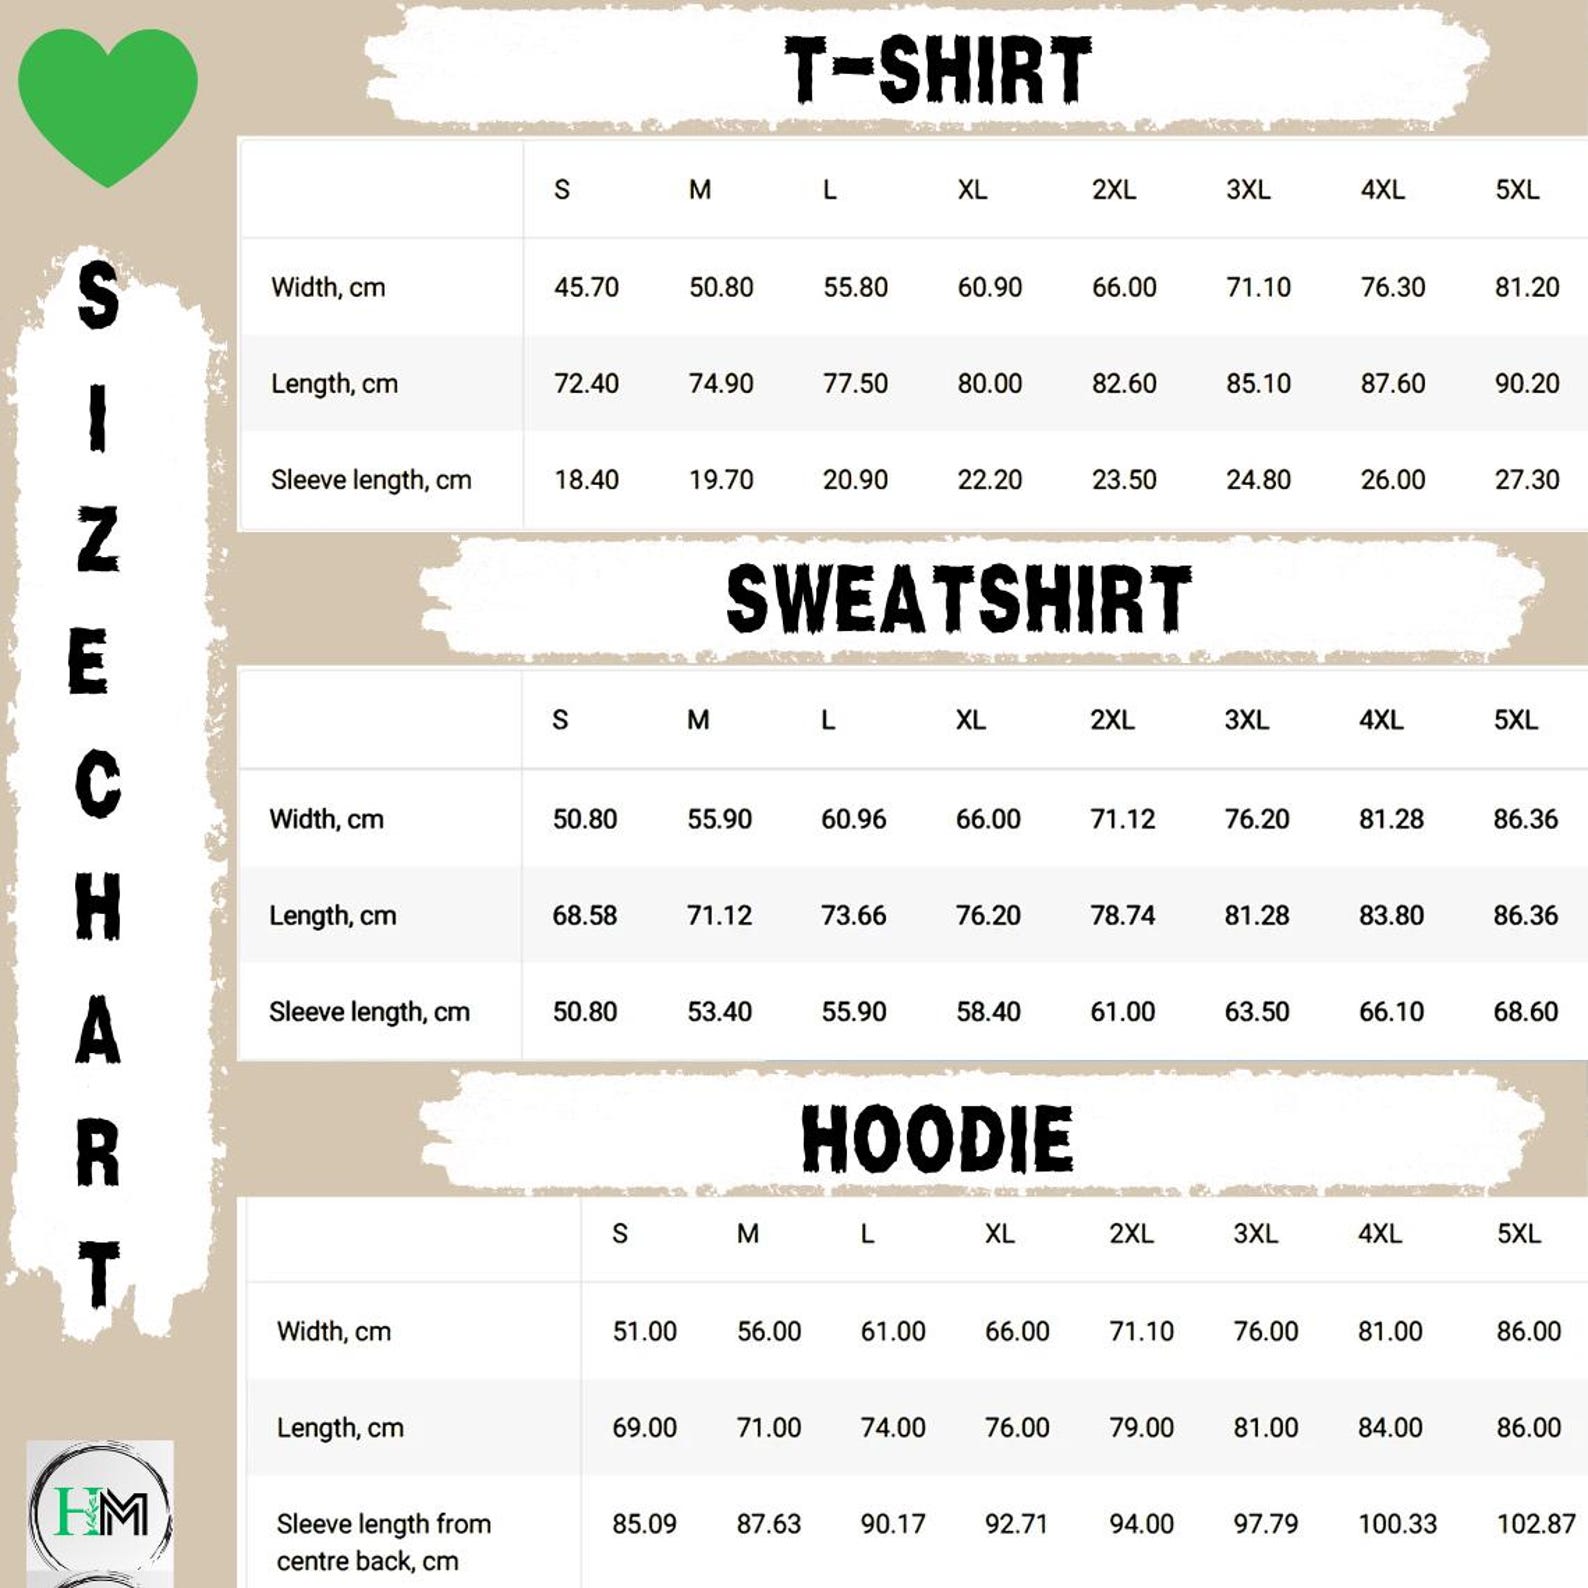 T-SHIRT
S M L XL 2XL 3XL 4XL 5XL
Width, cm 45.70 50.80 55.80 60.90 66.00 71.10 76.30 81.20
Length, cm 72.40 74.90 77.50 80.00 82.60 85.10 87.60 90.20
Sleeve length, cm 18.40 19.70 20.90 22.20 23.50 24.80 26.00 27.30
SWEATSHIRT
S M L XL 2XL 3XL 4XL 5XL
Width, cm 50.80 55.90 60.96 66.00 71.12 76.20 81.28 86.36
Length, cm 68.58 71.12 73.66 76.20 78.74 81.28 83.80 86.36
Sleeve length, cm 50.80 53.40 55.90 58.40 61.00 63.50 66.10 68.60
HOODIE
S M L XL 2XL 3XL 4XL 5XL
Width, cm 51.00 56.00 61.00 66.00 71.10 76.00 81.00 86.00
Length, cm 69.00 71.00 74.00 76.00 79.00 81.00 84.00 86.00
Sleeve length from 85.09 87.63 90.17 92.71 94.00 97.79 100.33 102.87
centre back, cm
SIZE CHART
HM